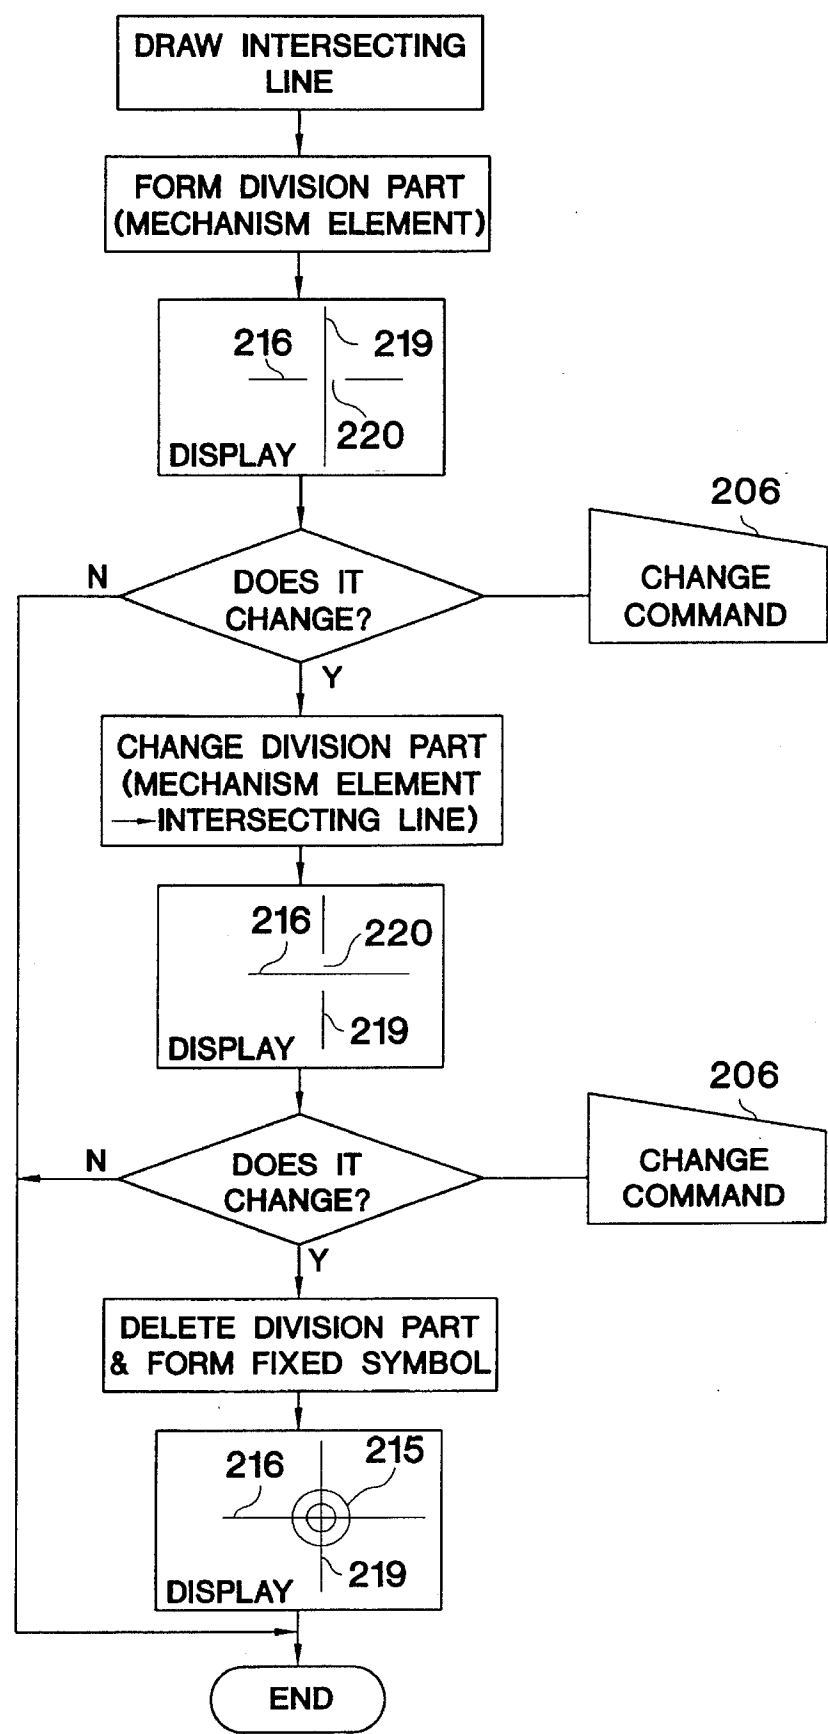 DRAW INTERSECTING
LINE
FORM DIVISION PART
(MECHANISM ELEMENT)
216
219
220
DISPLAY
206
N
DOES IT
CHANGE?
CHANGE
COMMAND
Y
CHANGE DIVISION PART
(MECHANISM ELEMENT
→INTERSECTING LINE)
216
220
219
DISPLAY
206
N
DOES IT
CHANGE?
CHANGE
COMMAND
Y
DELETE DIVISION PART
& FORM FIXED SYMBOL
215
216
219
DISPLAY
END